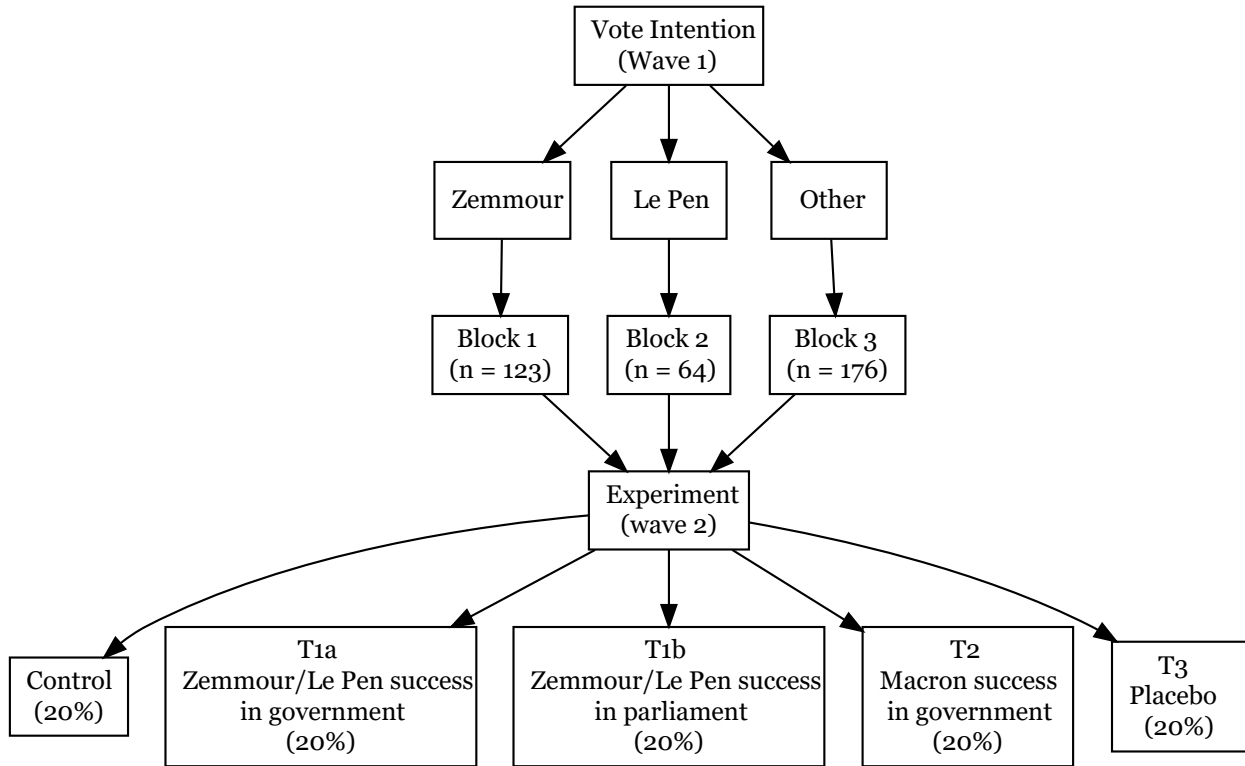 Vote Intention
(Wave 1)
Zemmour
Le Pen
Other
Block 1
(n = 123)
Block 2
(n = 64)
Block 3
(n = 176)
Experiment
(wave 2)
Control
(20%)
T1a
Zemmour/Le Pen success
in government
(20%)
T1b
Zemmour/Le Pen success
in parliament
(20%)
T2
Macron success
in government
(20%)
T3
Placebo
(20%)